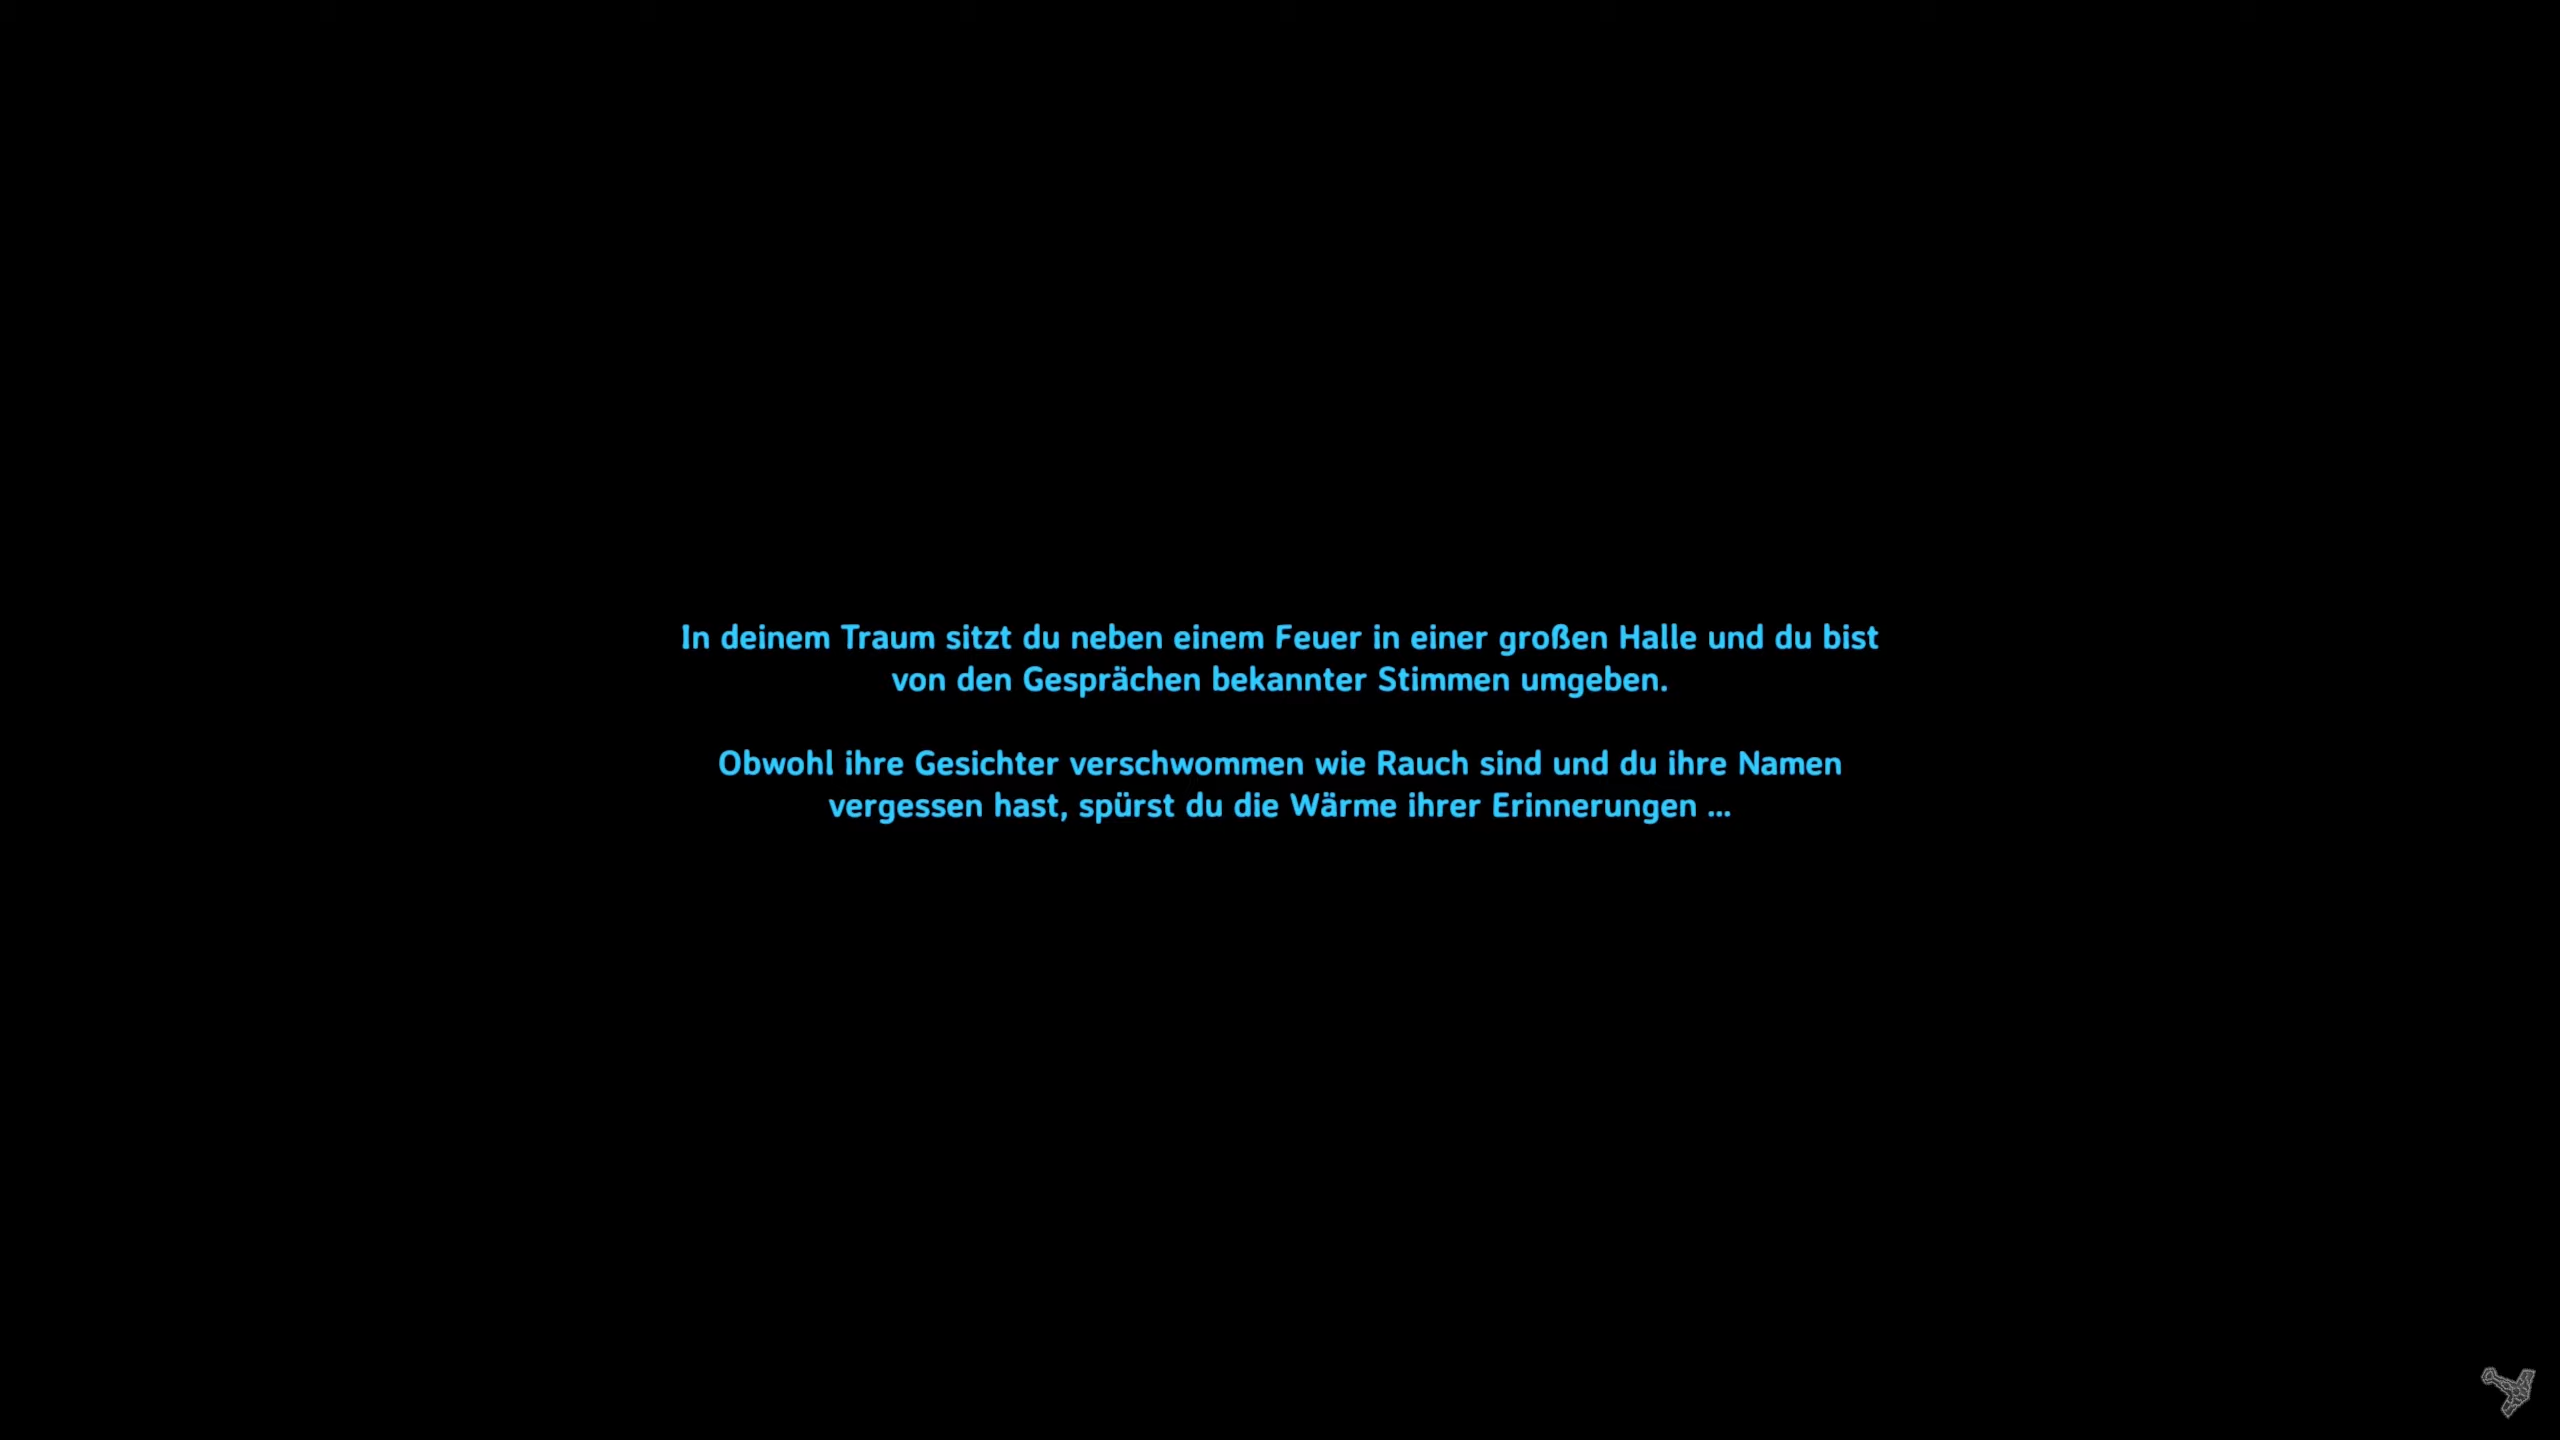 In deinem Traum sitzt du neben einem Feuer in einer großen Halle und du bist
von den Gesprächen bekannter Stimmen umgeben.
Obwohl ihre Gesichter verschwommen wie Rauch sind und du ihre Namen
vergessen hast, spürst du die Wärme ihrer Erinnerungen ...